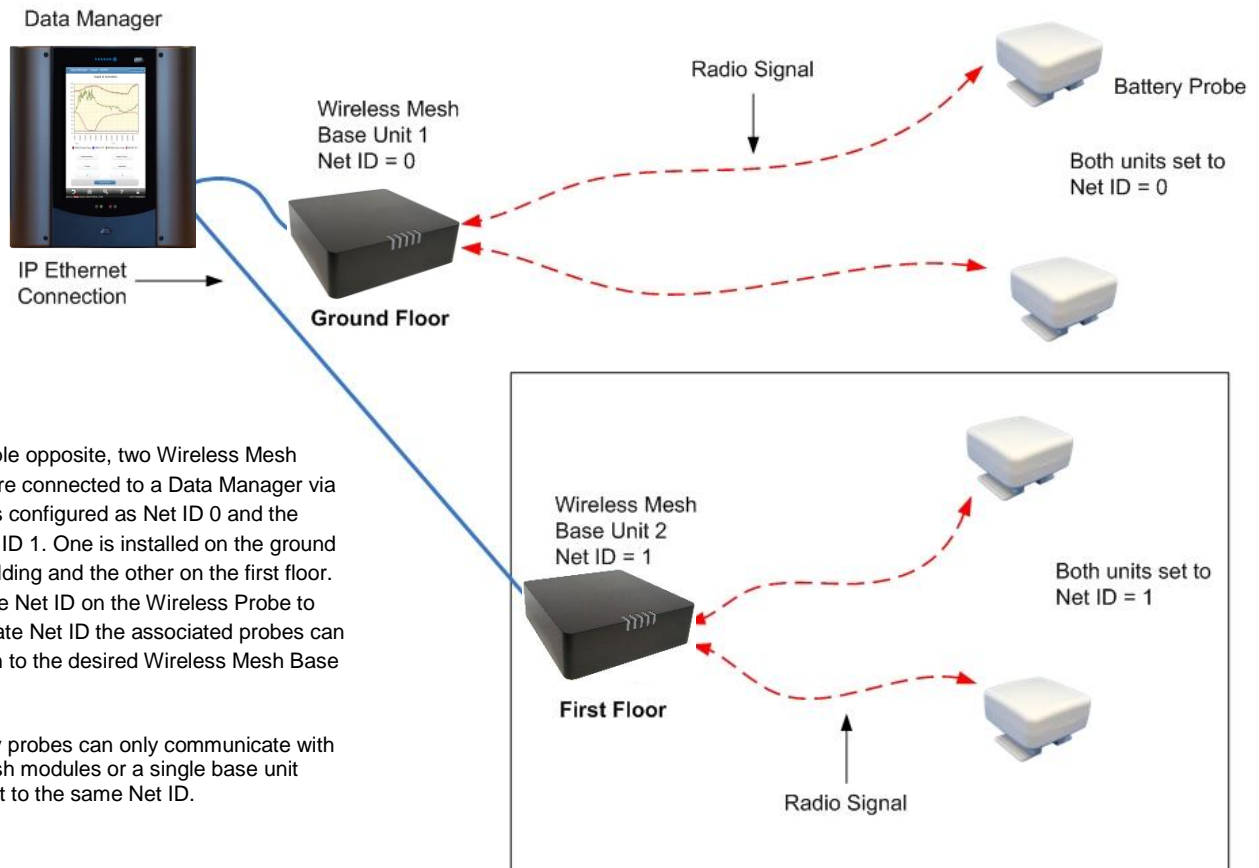 Data Manager
Radio Signal
Battery Probe
Wireless Mesh
Base Unit 1
Net ID = 0
Both units set to
Net ID = 0
IP Ethernet
Connection
Ground Floor
opposite, two Wireless Mesh
connected to a Data Manager via
configured as Net ID 0 and the
ID 1. One is installed on the ground
and the other on the first floor.
Net ID on the Wireless Probe to
Net ID the associated probes can
to the desired Wireless Mesh Base
probes can only communicate with
modules or a single base unit
to the same Net ID.
Wireless Mesh
Base Unit 2
Net ID = 1
Both units set to
Net ID = 1
First Floor
Radio Signal